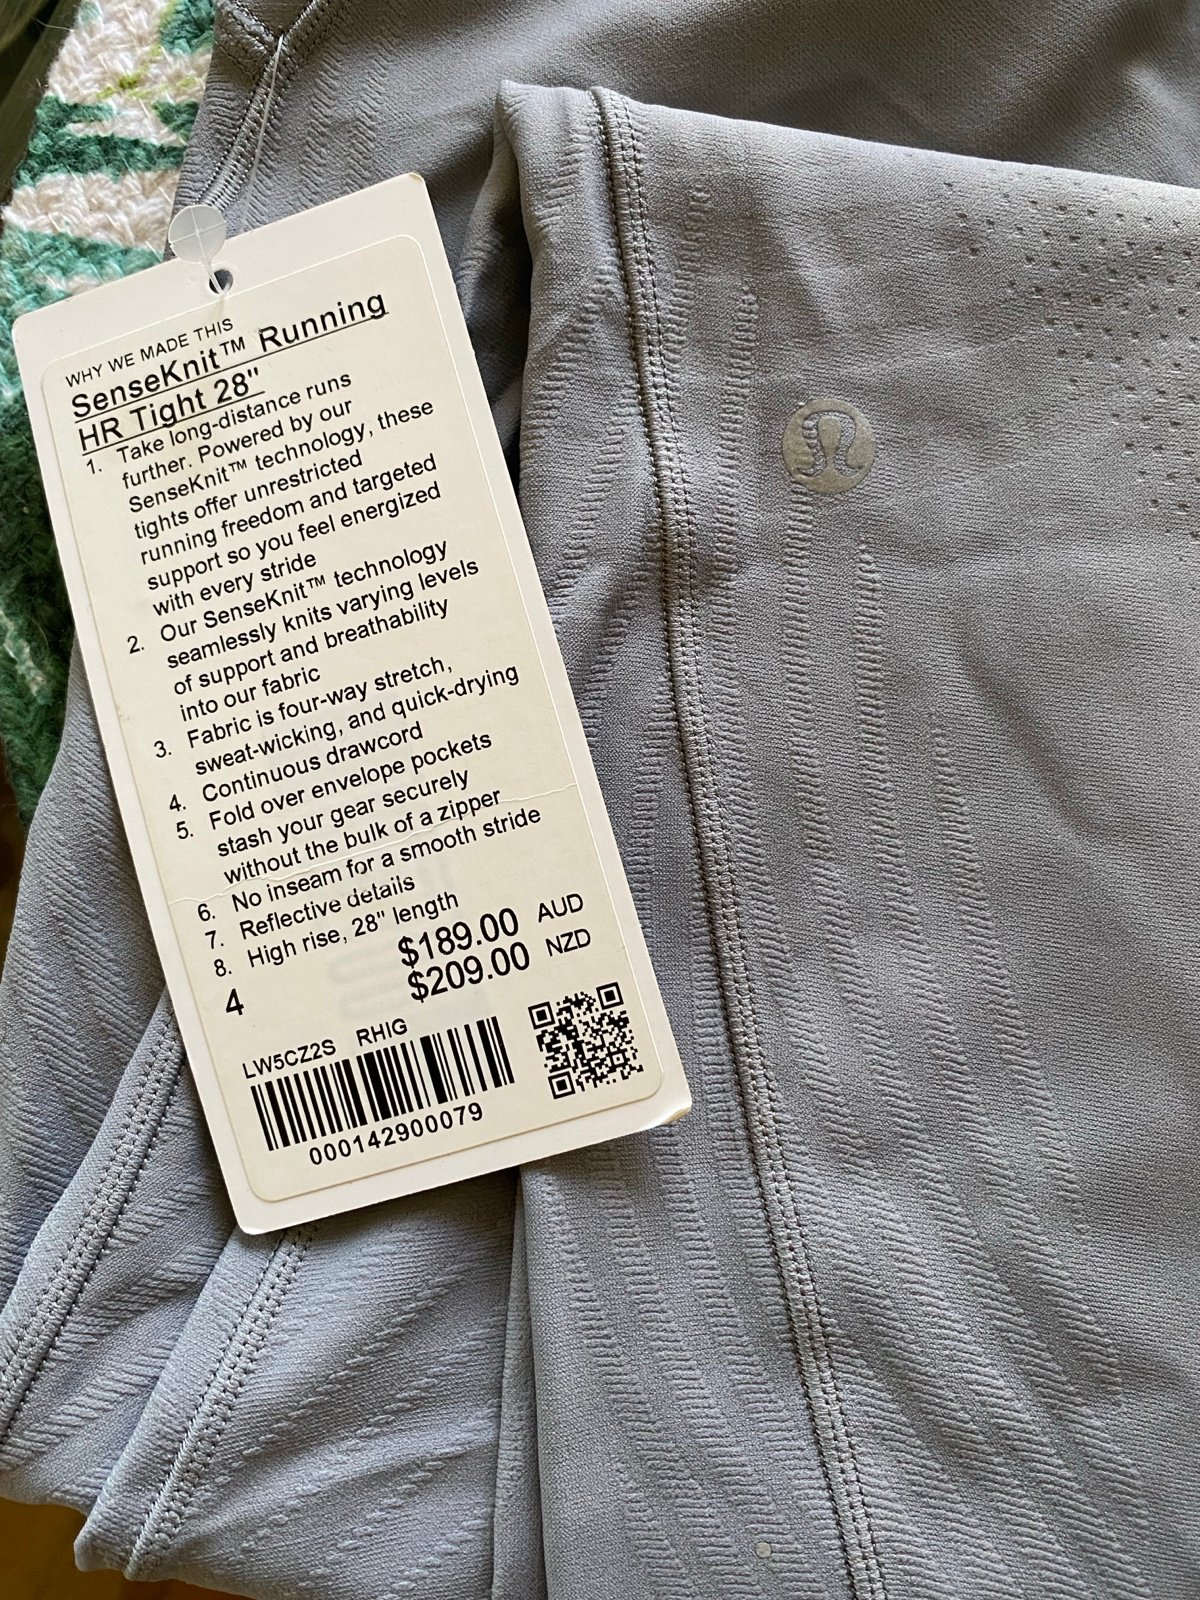 WHY WE MADE THIS
SenseKnit™ Running
HR Tight 28"
1. Take long-distance runs
further. Powered by our
SenseKnit™ technology, these
tights offer unrestricted
running freedom and targeted
support so you feel energized
with every stride
2. Our SenseKnit™ technology
seamlessly knits varying levels
of support and breathability
into our fabric
3. Fabric is four-way stretch,
sweat-wicking, and quick-drying
4. Continuous drawcord
5. Fold over envelope pockets
stash your gear securely
without the bulk of a zipper
6. No inseam for a smooth stride
7. Reflective details
8. High rise, 28" length
$189.00 AUD
$209.00 NZD
4
LW5CZ2S RHIG
000142900079